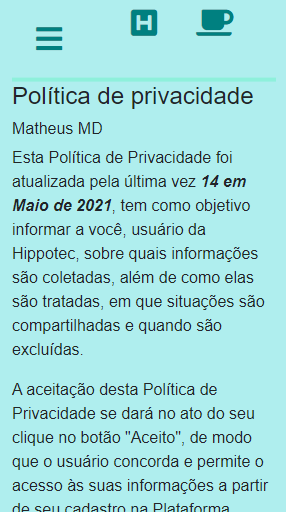 H
Política de privacidade
Matheus MD
Esta Política de Privacidade foi
atualizada pela última vez 14 em
Maio de 2021, tem como objetivo
informar a você, usuário da
Hippotec, sobre quais informações
são coletadas, além de como elas
são tratadas, em que situações são
compartilhadas e quando são
excluídas.
A aceitação desta Política de
Privacidade se dará no ato do seu
clique no botão "Aceito", de modo
que o usuário concorda e permite o
acesso às suas informações a partir
de seu cadastro na Plataforma